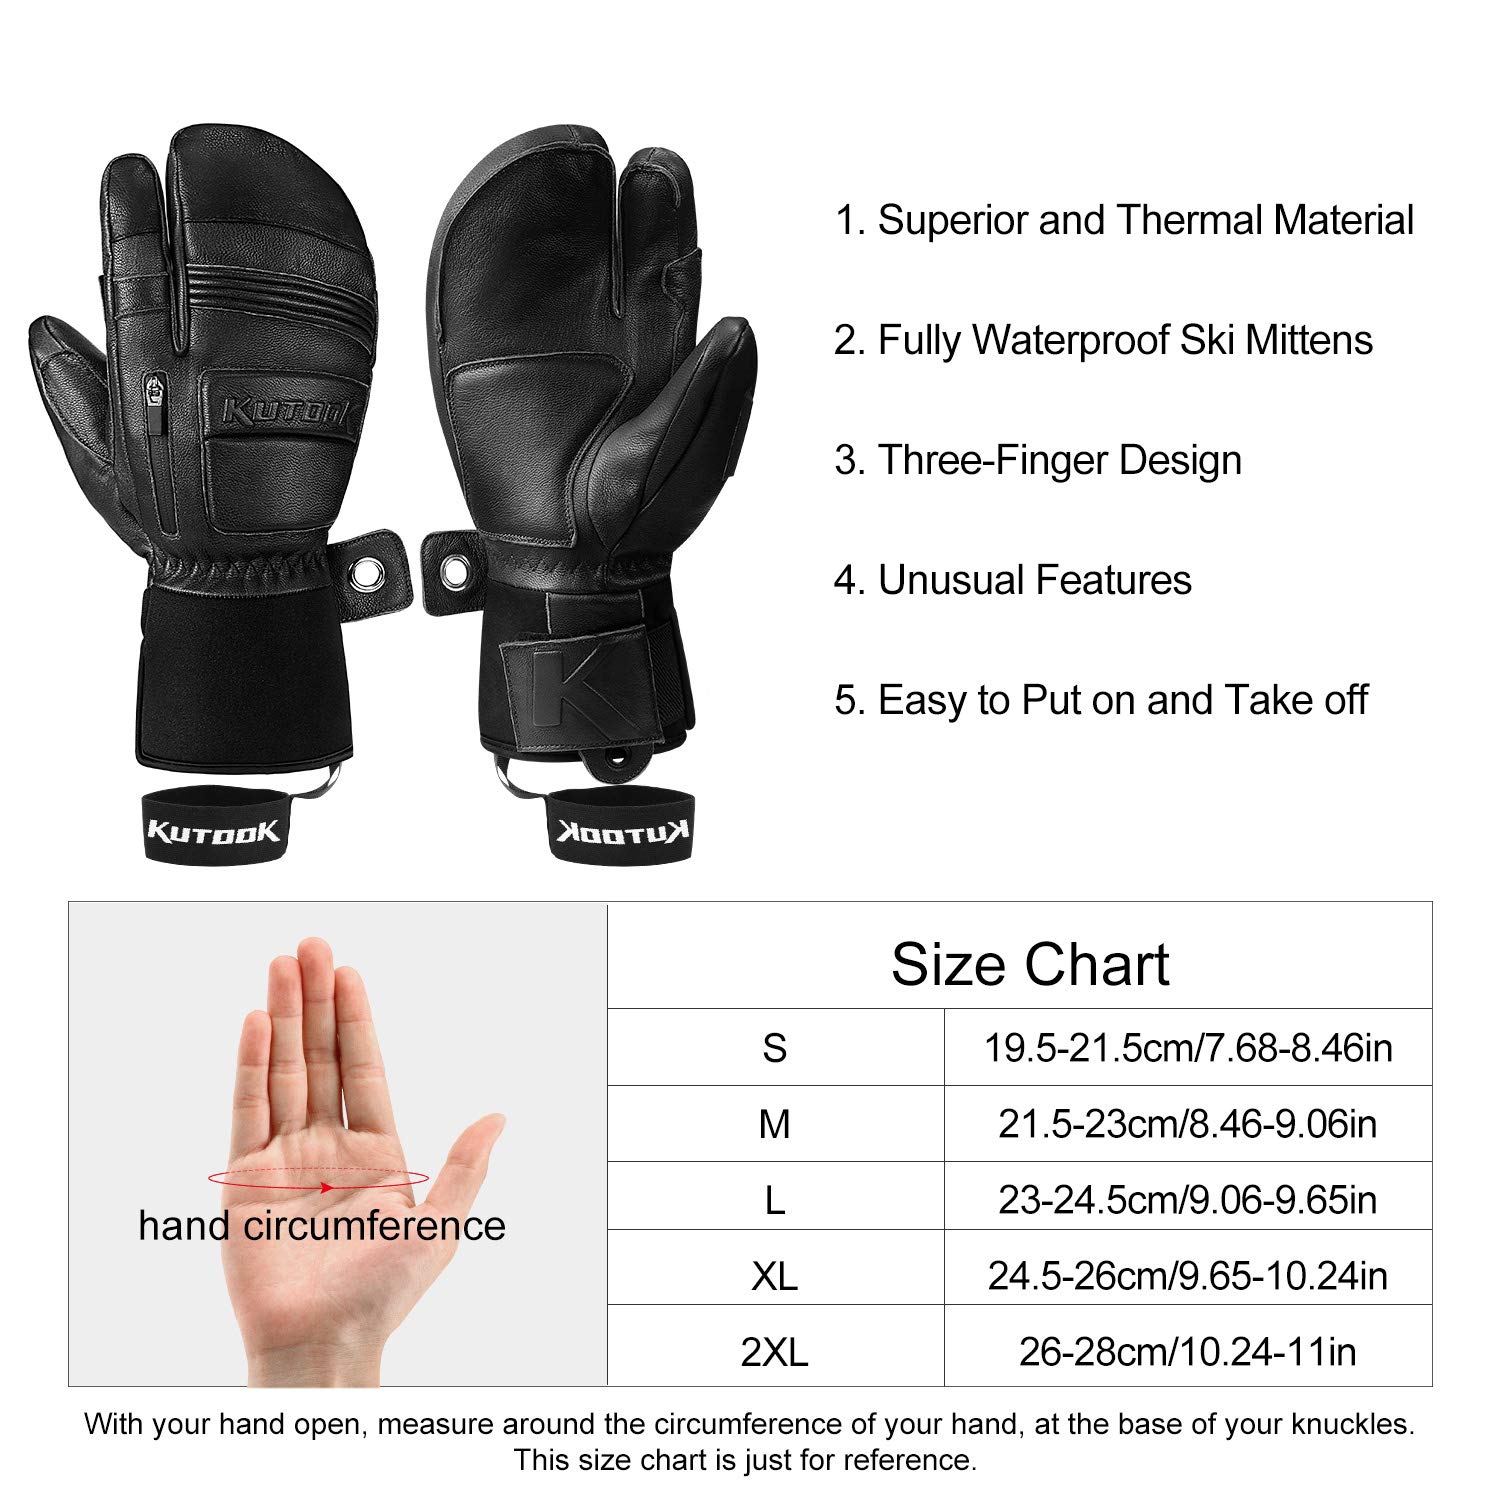 KUTOOK
K
KUTOOK
KUTOOK
1. Superior and Thermal Material
2. Fully Waterproof Ski Mittens
3. Three-Finger Design
4. Unusual Features
5. Easy to Put on and Take off
hand circumference
Size Chart
S 19.5-21.5cm/7.68-8.46in
M 21.5-23cm/8.46-9.06in
L 23-24.5cm/9.06-9.65in
XL 24.5-26cm/9.65-10.24in
2XL 26-28cm/10.24-11in
With your hand open, measure around the circumference of your hand, at the base of your knuckles.
This size chart is just for reference.